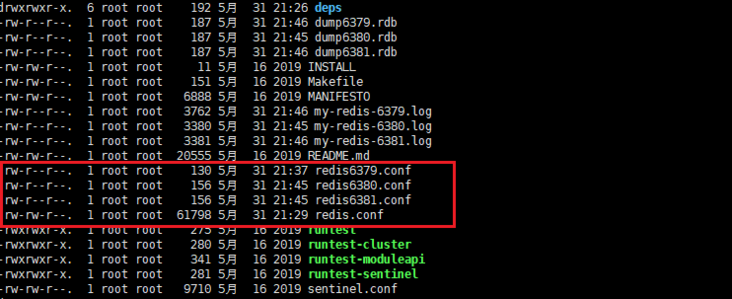 drwxrwxr-x. 6 root root 192 5月 31 21:26 deps
-rw-r--r--. 1 root root 187 5月 31 21:46 dump6379.rdb
-rw-r--r--. 1 root root 187 5月 31 21:45 dump6380.rdb
-rw-r--r--. 1 root root 187 5月 31 21:46 dump6381.rdb
-rw-rw-r--. 1 root root 11 5月 16 2019 INSTALL
-rw-rw-r--. 1 root root 151 5月 16 2019 Makefile
-rw-rw-r--. 1 root root 6888 5月 16 2019 MANIFESTO
-rw-r--r--. 1 root root 3762 5月 31 21:46 my-redis-6379.log
-rw-r--r--. 1 root root 3380 5月 31 21:45 my-redis-6380.log
-rw-r--r--. 1 root root 3381 5月 31 21:46 my-redis-6381.log
-rw-rw-r--. 1 root root 20555 5月 16 2019 README.md
rw-r--r--. 1 root root 130 5月 31 21:37 redis6379.conf
rw-r--r--. 1 root root 156 5月 31 21:45 redis6380.conf
rw-r--r--. 1 root root 156 5月 31 21:45 redis6381.conf
rw-rw-r--. 1 root root 61798 5月 31 21:29 redis.conf
-rwxrwxr-x. 1 root root 275 5月 16 2019 runtest
-rwxrwxr-x. 1 root root 280 5月 16 2019 runtest-cluster
-rwxrwxr-x. 1 root root 341 5月 16 2019 runtest-moduleapi
-rwxrwxr-x. 1 root root 281 5月 16 2019 runtest-sentinel
-rw-rw-r--. 1 root root 9710 5月 16 2019 sentinel.conf